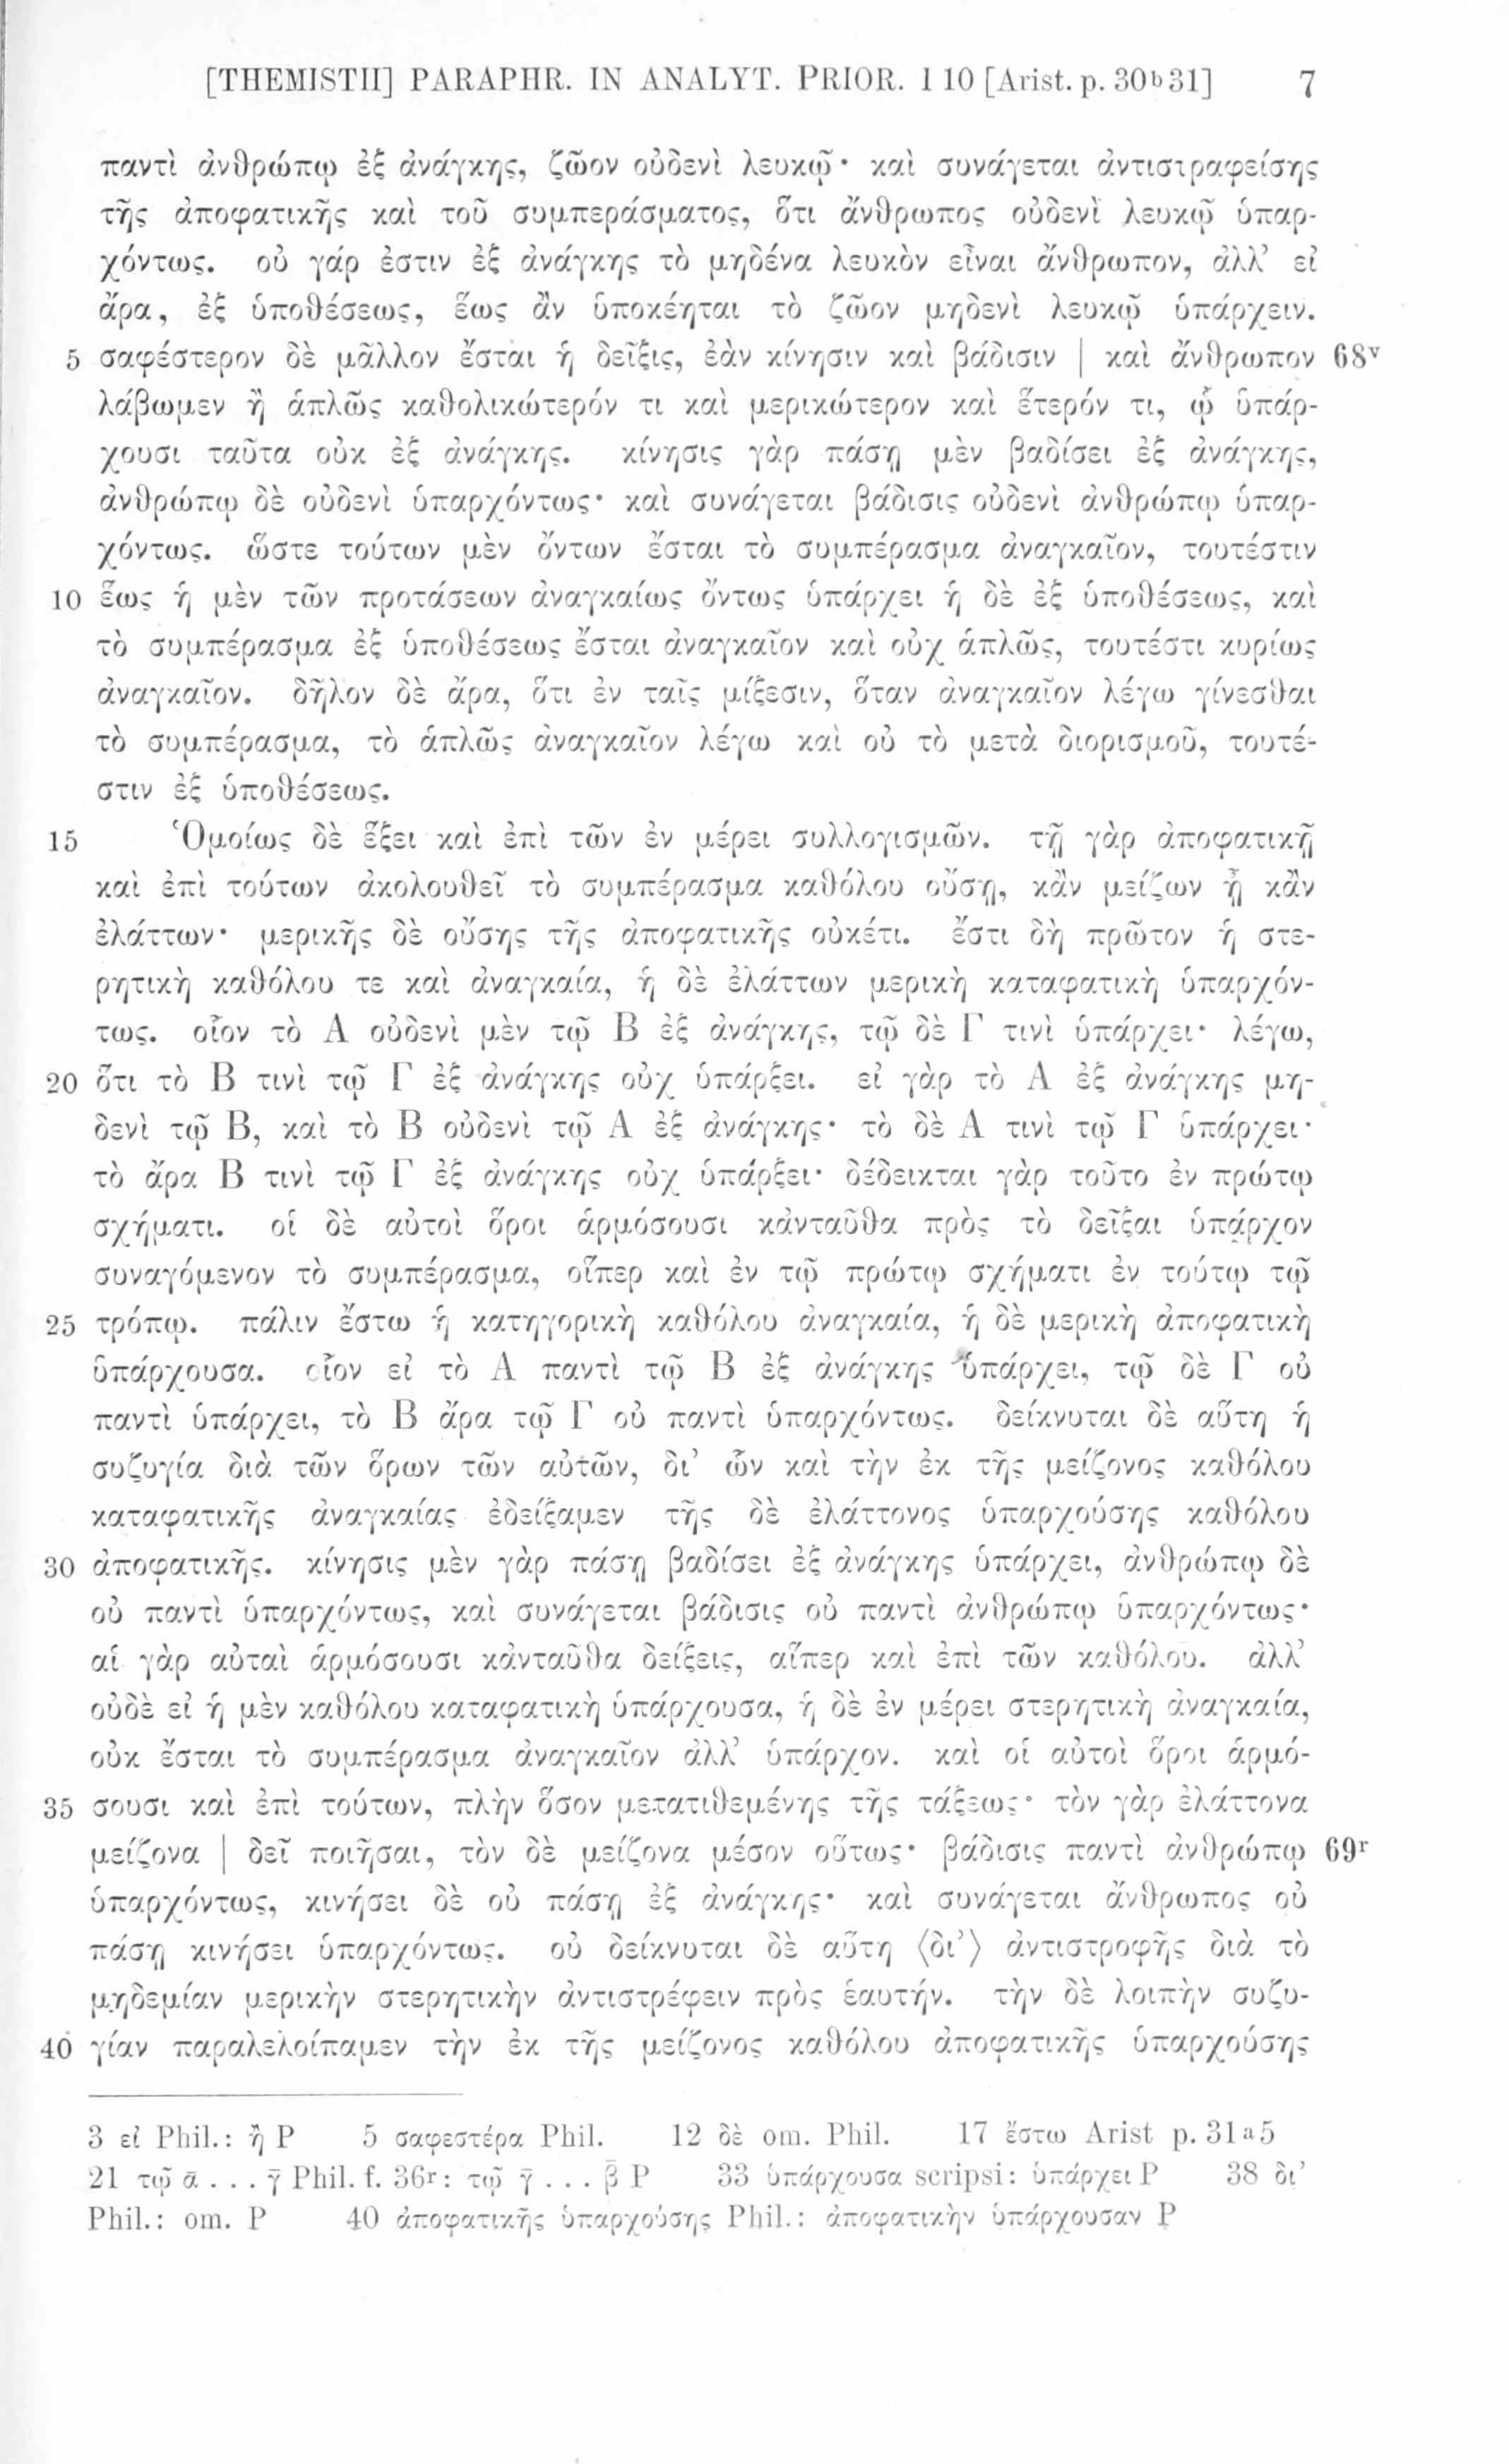 [THEMISTII] PARAPHR. IN ANALYT. PRIOR. I 10 [Arist. p. 30ᵇ31] 7
παντὶ ἀνθρώπῳ ἐξ ἀνάγκης, ζῶον οὐδενὶ λευκῷ· καὶ συνάγεται ἀντιστραφείσης
τῆς ἀποφατικῆς καὶ τοῦ συμπεράσματος, ὅτι ἄνθρωπος οὐδενὶ λευκῷ ὑπαρ-
χόντως. οὐ γάρ ἐστιν ἐξ ἀνάγκης τὸ μηδένα λευκὸν εἶναι ἄνθρωπον, ἀλλ’ εἰ
ἄρα, ἐξ ὑποθέσεως, ἕως ἂν ὑποκέηται τὸ ζῶον μηδενὶ λευκῷ ὑπάρχειν.
5 σαφέστερον δὲ μᾶλλον ἔσται ἡ δεῖξις, ἐὰν κίνησιν καὶ βάδισιν | καὶ ἄνθρωπον 68ᵛ
λάβωμεν ἢ ἁπλῶς καθολικώτερόν τι καὶ μερικώτερον καὶ ἕτερόν τι, ᾧ ὑπάρ-
χουσι ταῦτα οὐκ ἐξ ἀνάγκης. κίνησις γὰρ πάσῃ μὲν βαδίσει ἐξ ἀνάγκης,
ἀνθρώπῳ δὲ οὐδενὶ ὑπαρχόντως· καὶ συνάγεται βάδισις οὐδενὶ ἀνθρώπῳ ὑπαρ-
χόντως. ὥστε τούτων μὲν ὄντων ἔσται τὸ συμπέρασμα ἀναγκαῖον, τουτέστιν
10 ἕως ἡ μὲν τῶν προτάσεων ἀναγκαίως ὄντως ὑπάρχει ἡ δὲ ἐξ ὑποθέσεως, καὶ
τὸ συμπέρασμα ἐξ ὑποθέσεως ἔσται ἀναγκαῖον καὶ οὐχ ἁπλῶς, τουτέστι κυρίως
ἀναγκαῖον. δῆλον δὲ ἄρα, ὅτι ἐν ταῖς μίξεσιν, ὅταν ἀναγκαῖον λέγω γίνεσθαι
τὸ συμπέρασμα, τὸ ἁπλῶς ἀναγκαῖον λέγω καὶ οὐ τὸ μετὰ διορισμοῦ, τουτέ-
στιν ἐξ ὑποθέσεως.
15 Ὁμοίως δὲ ἕξει καὶ ἐπὶ τῶν ἐν μέρει συλλογισμῶν. τῇ γὰρ ἀποφατικῇ
καὶ ἐπὶ τούτων ἀκολουθεῖ τὸ συμπέρασμα καθόλου οὔσῃ, κἂν μείζων ᾖ κἂν
ἐλάττων· μερικῆς δὲ οὔσης τῆς ἀποφατικῆς οὐκέτι. ἔστι δὴ πρῶτον ἡ στε-
ρητικὴ καθόλου τε καὶ ἀναγκαία, ἡ δὲ ἐλάττων μερικὴ καταφατικὴ ὑπαρχόν-
τως. οἷον τὸ Α οὐδενὶ μὲν τῷ Β ἐξ ἀνάγκης, τῷ δὲ Γ τινὶ ὑπάρχει· λέγω,
20 ὅτι τὸ Β τινὶ τῷ Γ ἐξ ἀνάγκης οὐχ ὑπάρξει. εἰ γὰρ τὸ Α ἐξ ἀνάγκης μη-
δενὶ τῷ Β, καὶ τὸ Β οὐδενὶ τῷ Α ἐξ ἀνάγκης· τὸ δὲ Α τινὶ τῷ Γ ὑπάρχει·
τὸ ἄρα Β τινὶ τῷ Γ ἐξ ἀνάγκης οὐχ ὑπάρξει· δέδεικται γὰρ τοῦτο ἐν πρώτῳ
σχήματι. οἱ δὲ αὐτοὶ ὅροι ἁρμόσουσι κἀνταῦθα πρὸς τὸ δεῖξαι ὑπάρχον
συναγόμενον τὸ συμπέρασμα, οἵπερ καὶ ἐν τῷ πρώτῳ σχήματι ἐν τούτῳ τῷ
25 τρόπῳ. πάλιν ἔστω ἡ κατηγορικὴ καθόλου ἀναγκαία, ἡ δὲ μερικὴ ἀποφατικὴ
ὑπάρχουσα. οἷον εἰ τὸ Α παντὶ τῷ Β ἐξ ἀνάγκης ὑπάρχει, τῷ δὲ Γ οὐ
παντὶ ὑπάρχει, τὸ Β ἄρα τῷ Γ οὐ παντὶ ὑπαρχόντως. δείκνυται δὲ αὕτη ἡ
συζυγία διὰ τῶν ὅρων τῶν αὐτῶν, δι’ ὧν καὶ τὴν ἐκ τῆς μείζονος καθόλου
καταφατικῆς ἀναγκαίας ἐδείξαμεν τῆς δὲ ἐλάττονος ὑπαρχούσης καθόλου
30 ἀποφατικῆς. κίνησις μὲν γὰρ πάσῃ βαδίσει ἐξ ἀνάγκης ὑπάρχει, ἀνθρώπῳ δὲ
οὐ παντὶ ὑπαρχόντως, καὶ συνάγεται βάδισις οὐ παντὶ ἀνθρώπῳ ὑπαρχόντως·
αἱ γὰρ αὐταὶ ἁρμόσουσι κἀνταῦθα δείξεις, αἵπερ καὶ ἐπὶ τῶν καθόλου. ἀλλ’
οὐδὲ εἰ ἡ μὲν καθόλου καταφατικὴ ὑπάρχουσα, ἡ δὲ ἐν μέρει στερητικὴ ἀναγκαία,
οὐκ ἔσται τὸ συμπέρασμα ἀναγκαῖον ἀλλ’ ὑπάρχον. καὶ οἱ αὐτοὶ ὅροι ἁρμό-
35 σουσι καὶ ἐπὶ τούτων, πλὴν ὅσον μετατιθεμένης τῆς τάξεως· τὸν γὰρ ἐλάττονα
μείζονα | δεῖ ποιῆσαι, τὸν δὲ μείζονα μέσον οὕτως· βάδισις παντὶ ἀνθρώπῳ 69ʳ
ὑπαρχόντως, κινήσει δὲ οὐ πάσῃ ἐξ ἀνάγκης· καὶ συνάγεται ἄνθρωπος οὐ
πάσῃ κινήσει ὑπαρχόντως. οὐ δείκνυται δὲ αὕτη ⟨δι’⟩ ἀντιστροφῆς διὰ τὸ
μηδεμίαν μερικὴν στερητικὴν ἀντιστρέφειν πρὸς ἑαυτήν. τὴν δὲ λοιπὴν συζυ-
40 γίαν παραλελοίπαμεν τὴν ἐκ τῆς μείζονος καθόλου ἀποφατικῆς ὑπαρχούσης
3 εἰ Phil.: ἢ P 5 σαφεστέρα Phil. 12 δὲ om. Phil. 17 ἔστω Arist p. 31ᵃ5
21 τῷ ᾱ . . . γ̄ Phil. f. 36ʳ: τῷ γ̄ . . . β̄ P 33 ὑπάρχουσα scripsi: ὑπάρχει P 38 δι’
Phil.: om. P 40 ἀποφατικῆς ὑπαρχούσης Phil.: ἀποφατικὴν ὑπάρχουσαν P